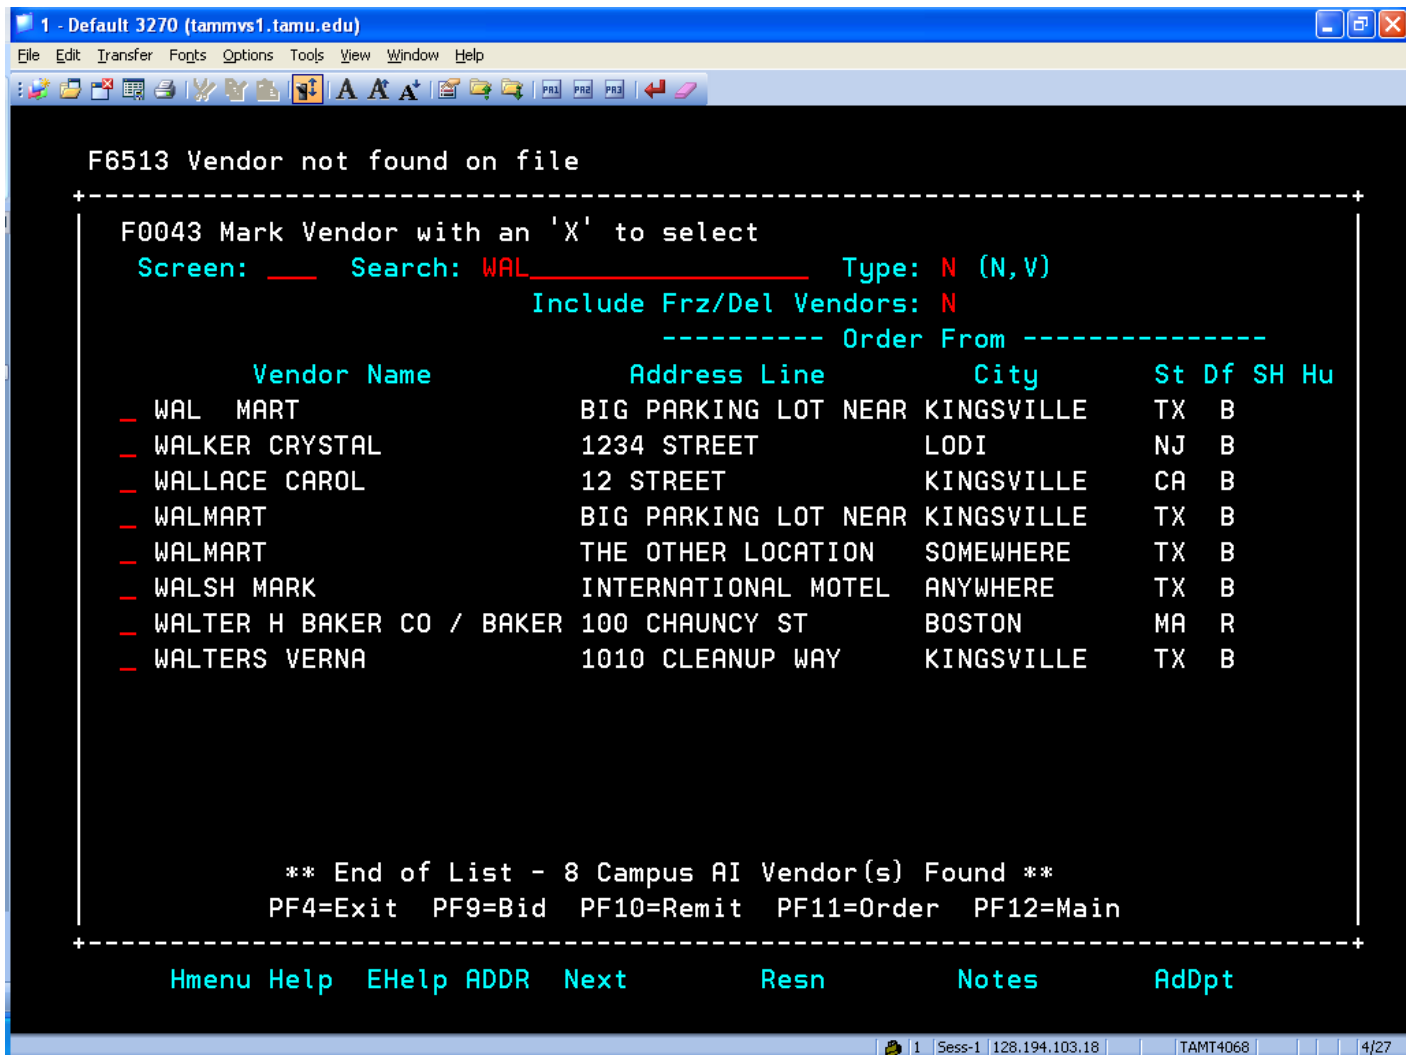 1 - Default 3270 (tammvs1.tamu.edu)
File Edit Transfer Fonts Options Tools View Window Help
PA1 PA2 PA3
F6513 Vendor not found on file
F0043 Mark Vendor with an 'X' to select
Screen: ___ Search: WAL_________________ Type: N (N,V)
Include Frz/Del Vendors: N
---------- Order From ---------------
Vendor Name Address Line City St Df SH Hu
_ WAL  MART BIG PARKING LOT NEAR KINGSVILLE TX B
_ WALKER CRYSTAL 1234 STREET LODI NJ B
_ WALLACE CAROL 12 STREET KINGSVILLE CA B
_ WALMART BIG PARKING LOT NEAR KINGSVILLE TX B
_ WALMART THE OTHER LOCATION SOMEWHERE TX B
_ WALSH MARK INTERNATIONAL MOTEL ANYWHERE TX B
_ WALTER H BAKER CO / BAKER 100 CHAUNCY ST BOSTON MA R
_ WALTERS VERNA 1010 CLEANUP WAY KINGSVILLE TX B
** End of List - 8 Campus AI Vendor(s) Found **
PF4=Exit PF9=Bid PF10=Remit PF11=Order PF12=Main
Hmenu Help EHelp ADDR Next Resn Notes AdDpt
1 Sess-1 128.194.103.18 TAMT4068 4/27